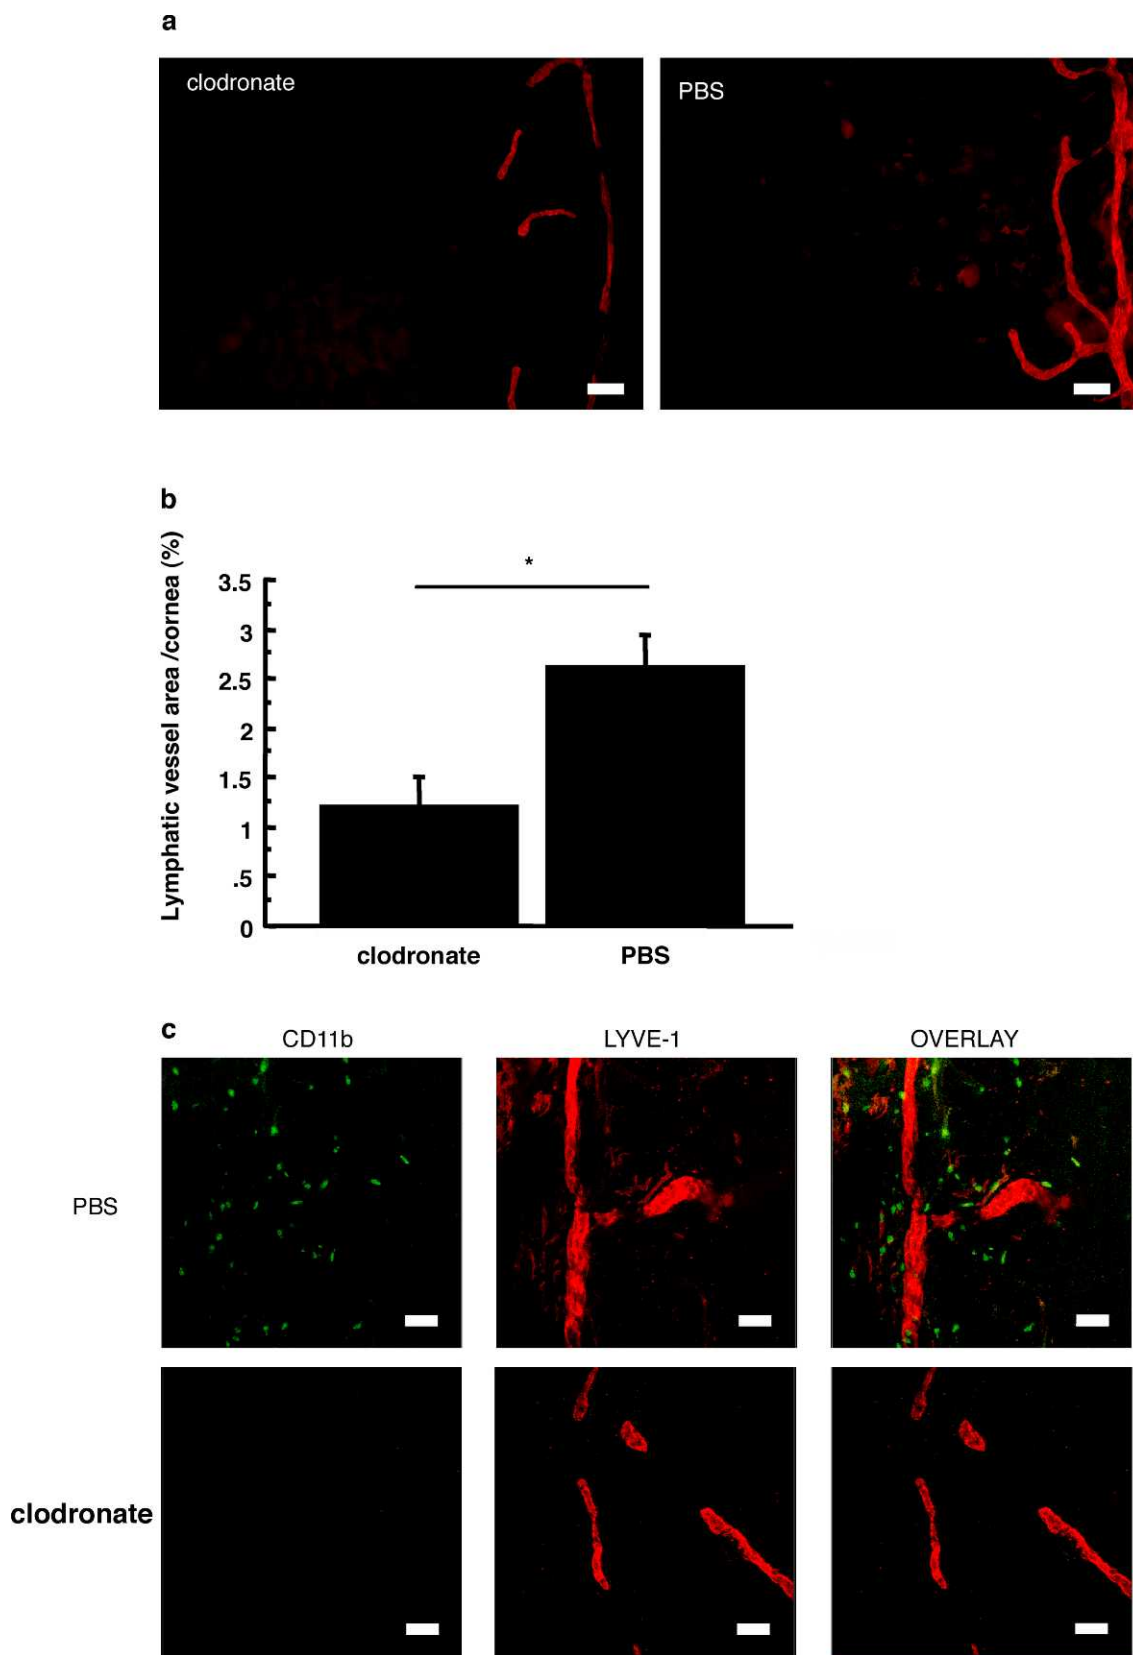 a
clodronate
PBS
b
Lymphatic vessel area /cornea (%)
*
3.5
3
2.5
2
1.5
1
.5
0
clodronate
PBS
c
CD11b
LYVE-1
OVERLAY
PBS
clodronate